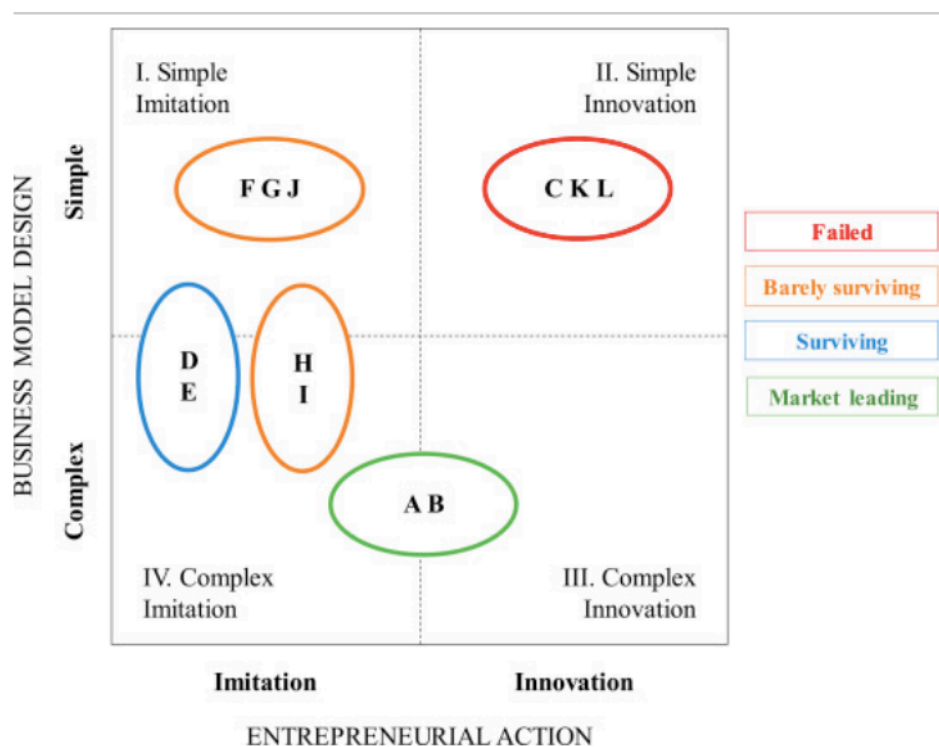 I. Simple
Imitation
II. Simple
Innovation
F G J
C K L
D
E
H
I
A B
IV. Complex
Imitation
III. Complex
Innovation
BUSINESS MODEL DESIGN
Simple
Complex
Imitation
Innovation
ENTREPRENEURIAL ACTION
Failed
Barely surviving
Surviving
Market leading